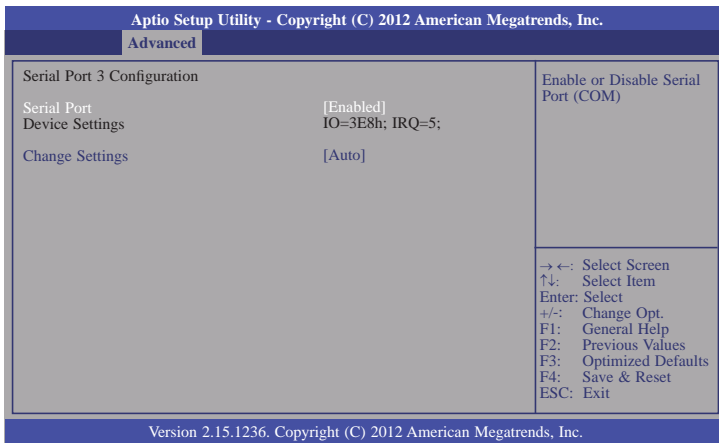 Aptio Setup Utility - Copyright (C) 2012 American Megatrends, Inc.
Advanced
Serial Port 3 Configuration
Serial Port [Enabled]
Device Settings IO=3E8h; IRQ=5;
Change Settings [Auto]
Enable or Disable Serial
Port (COM)
→←: Select Screen
↑↓: Select Item
Enter: Select
+/-: Change Opt.
F1: General Help
F2: Previous Values
F3: Optimized Defaults
F4: Save & Reset
ESC: Exit
Version 2.15.1236. Copyright (C) 2012 American Megatrends, Inc.